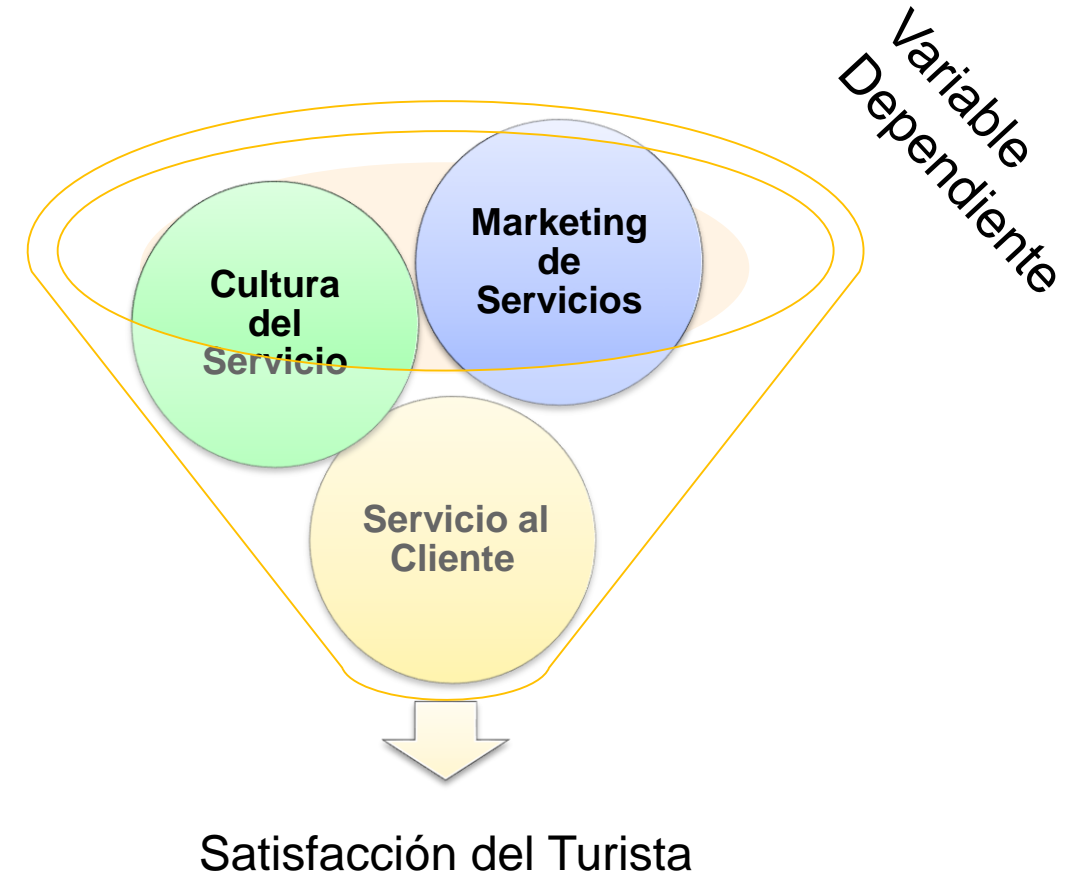 Variable
Dependiente
Marketing
de
Servicios
Cultura
del
Servicio
Servicio al
Cliente
Satisfacción del Turista